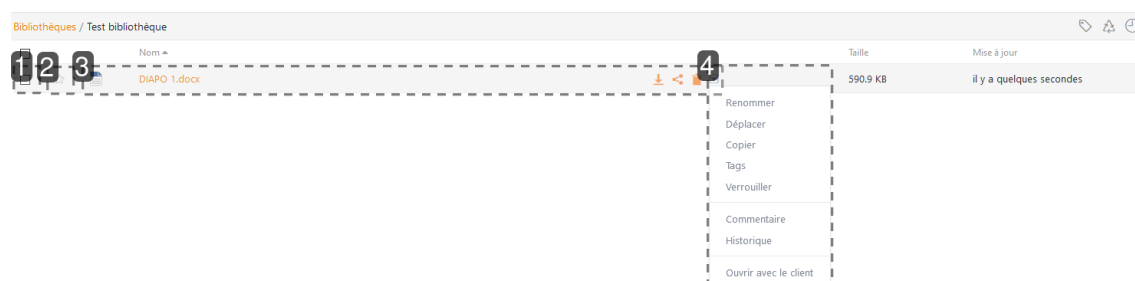 Bibliothèques / Test bibliothèque
Nom Taille Mise à jour
1 2 3 4
DIAPO 1.docx 590.9 KB il y a quelques secondes
Renommer
Déplacer
Copier
Tags
Verrouiller
Commentaire
Historique
Ouvrir avec le client